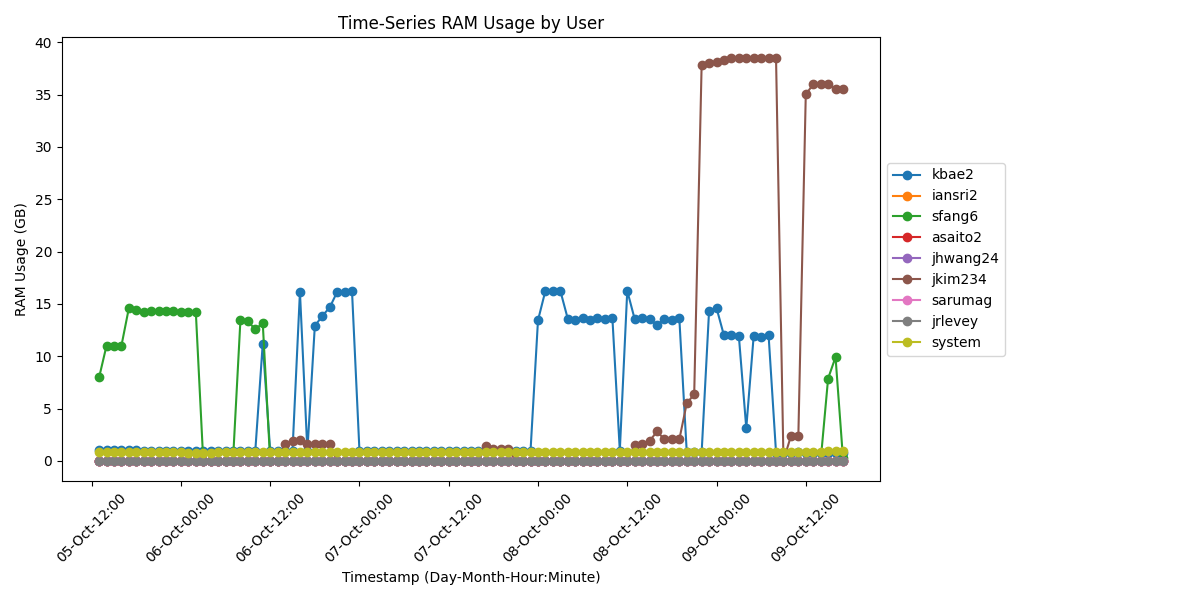 Time-Series RAM Usage by User
RAM Usage (GB)
40
35
30
25
20
15
10
5
0
05-Oct-12:00
06-Oct-00:00
06-Oct-12:00
07-Oct-00:00
07-Oct-12:00
08-Oct-00:00
08-Oct-12:00
09-Oct-00:00
09-Oct-12:00
Timestamp (Day-Month-Hour:Minute)
kbae2
iansri2
sfang6
asaito2
jhwang24
jkim234
sarumag
jrlevey
system